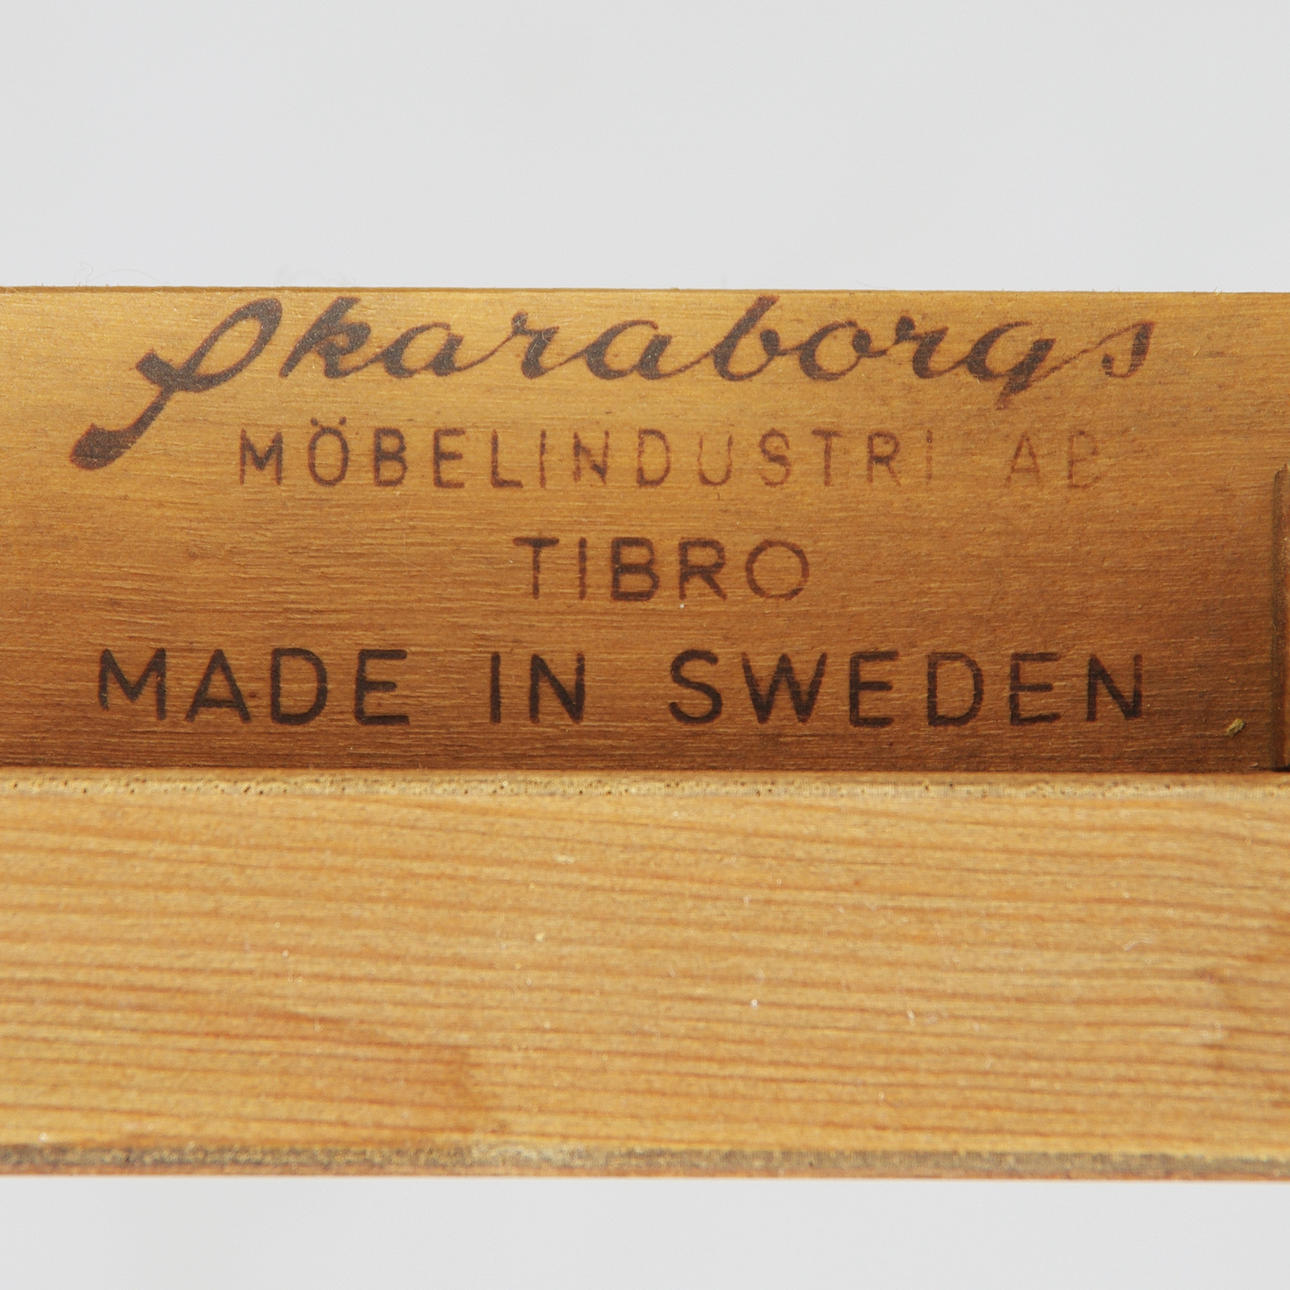 Skaraborgs
MÖBELINDUSTRI AB
TIBRO
MADE IN SWEDEN